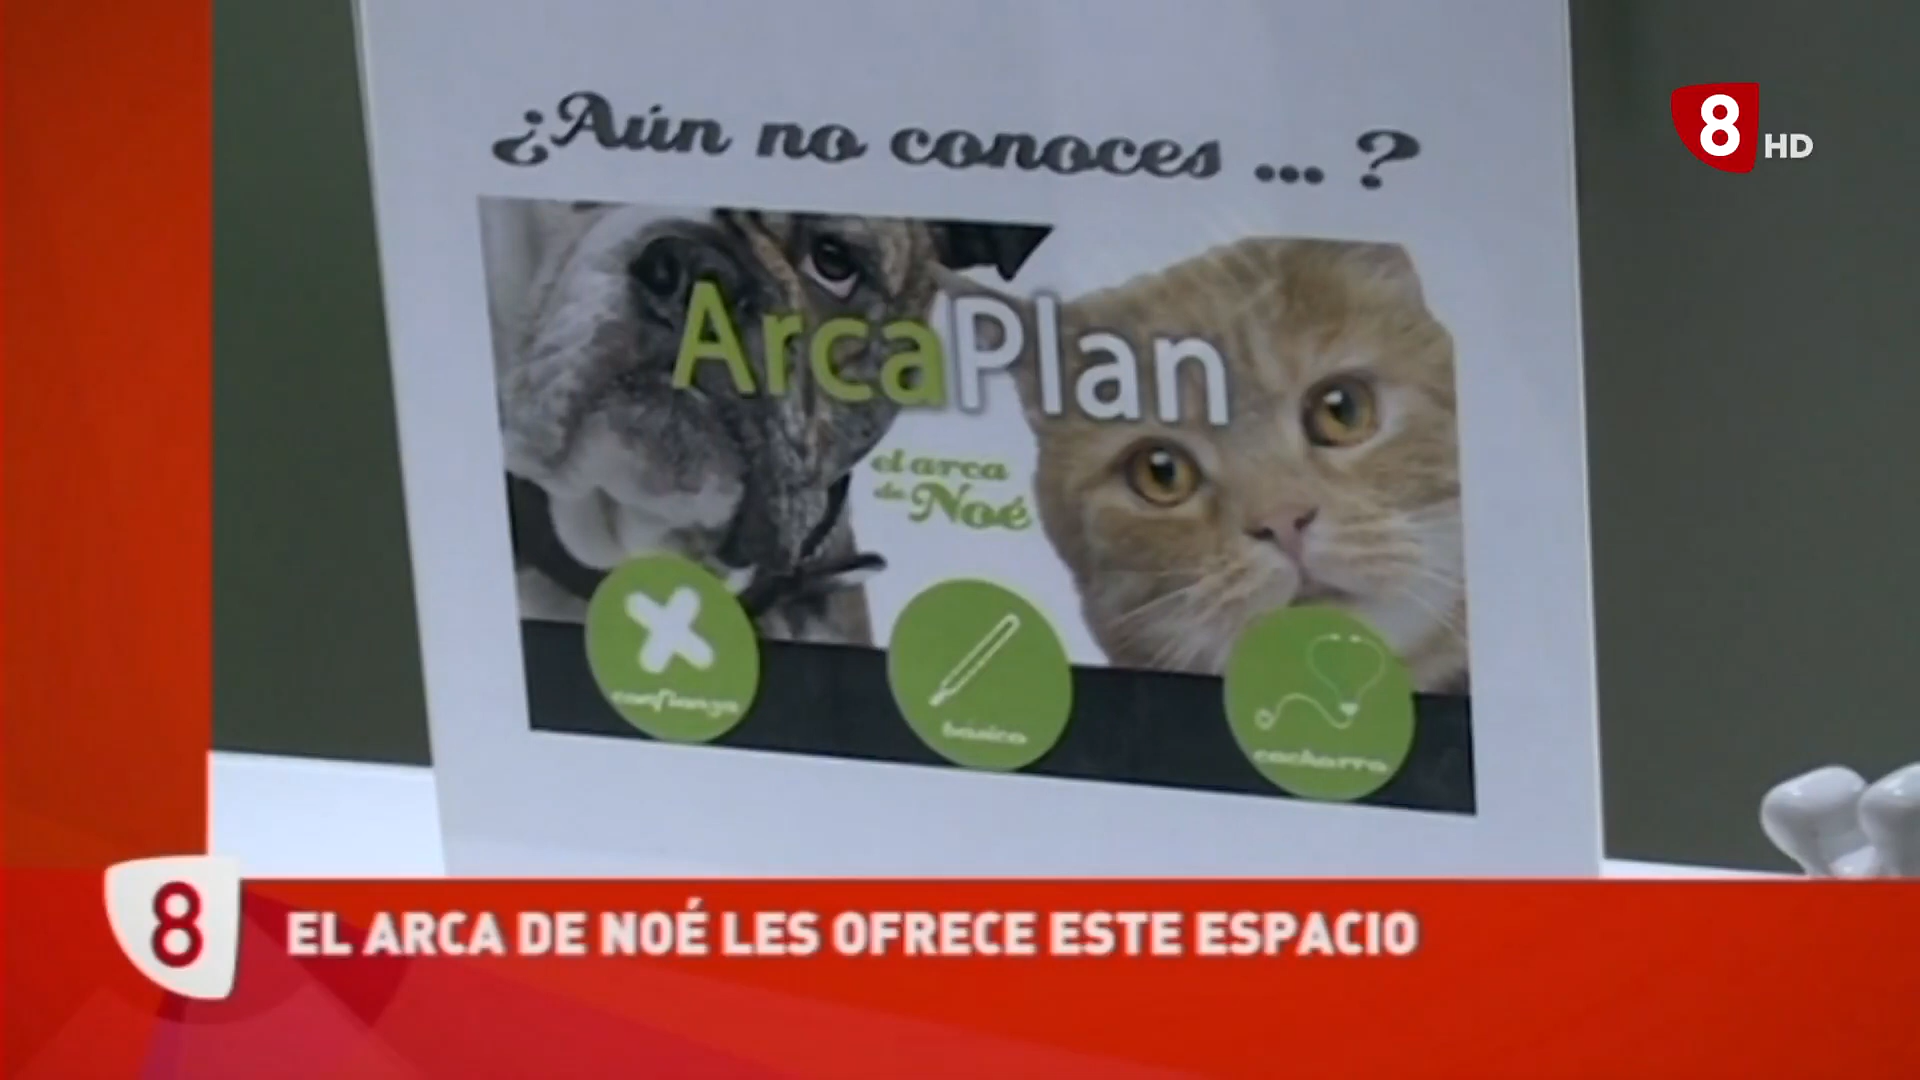 8 HD
¿Aún no conoces ... ?
ArcaPlan
el arca
de Noé
confianza
básico
cachorro
8
EL ARCA DE NOÉ LES OFRECE ESTE ESPACIO